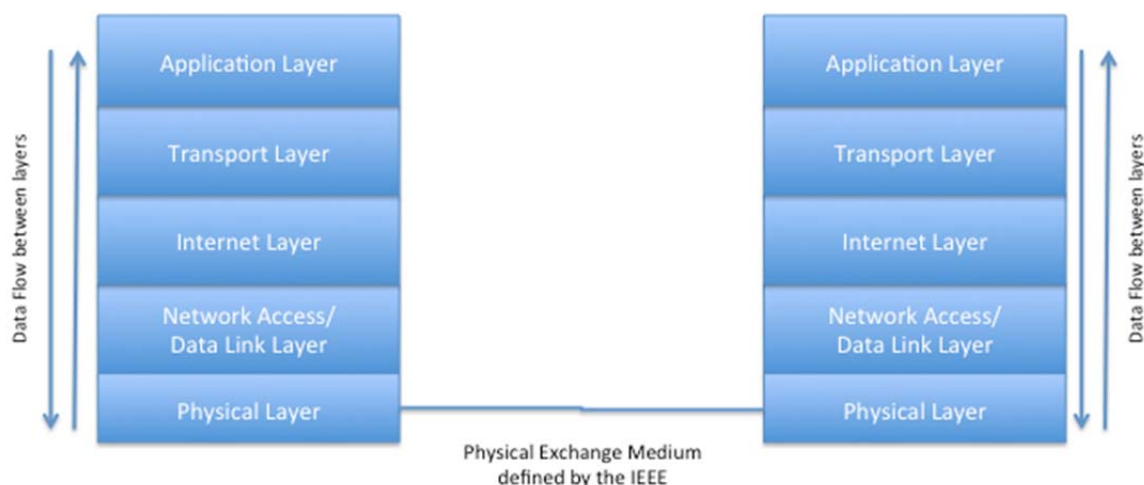 Data Flow between layers
Application Layer
Transport Layer
Internet Layer
Network Access/
Data Link Layer
Physical Layer
Physical Exchange Medium
defined by the IEEE
Application Layer
Transport Layer
Internet Layer
Network Access/
Data Link Layer
Physical Layer
Data Flow between layers